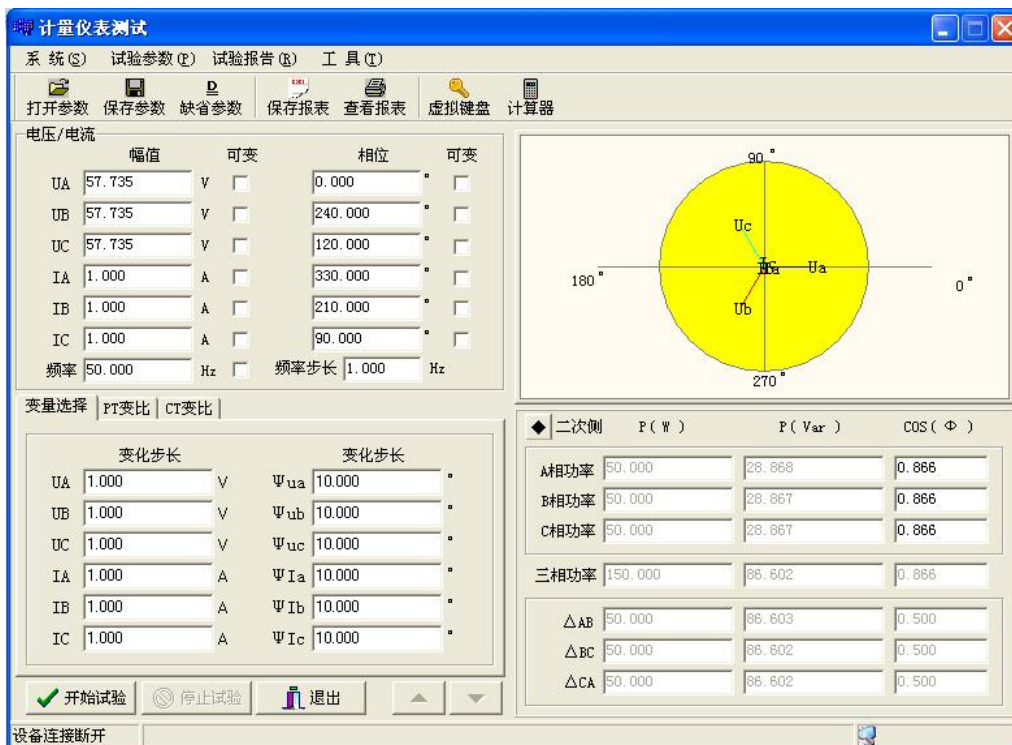 计量仪表测试
系 统(S) 试验参数(P) 试验报告(R) 工 具(T)
打开参数 保存参数 D 缺省参数 保存报表 查看报表 虚拟键盘 计算器
电压/电流
幅值 可变 相位 可变
UA 57.735 V 0.000 °
UB 57.735 V 240.000 °
UC 57.735 V 120.000 °
IA 1.000 A 330.000 °
IB 1.000 A 210.000 °
IC 1.000 A 90.000 °
频率 50.000 Hz 频率步长 1.000 Hz
90°
Uc
180° Ua 0°
Ub
270°
变量选择 PT变比 CT变比
变化步长 变化步长
UA 1.000 V Ψua 10.000 °
UB 1.000 V Ψub 10.000 °
UC 1.000 V Ψuc 10.000 °
IA 1.000 A ΨIa 10.000 °
IB 1.000 A ΨIb 10.000 °
IC 1.000 A ΨIc 10.000 °
◆ 二次侧 P( W ) P( Var ) COS( Φ )
A相功率 50.000 28.868 0.866
B相功率 50.000 28.867 0.866
C相功率 50.000 28.867 0.866
三相功率 150.000 86.602 0.866
△AB 50.000 86.603 0.500
△BC 50.000 86.602 0.500
△CA 50.000 86.602 0.500
开始试验 停止试验 退出
设备连接断开